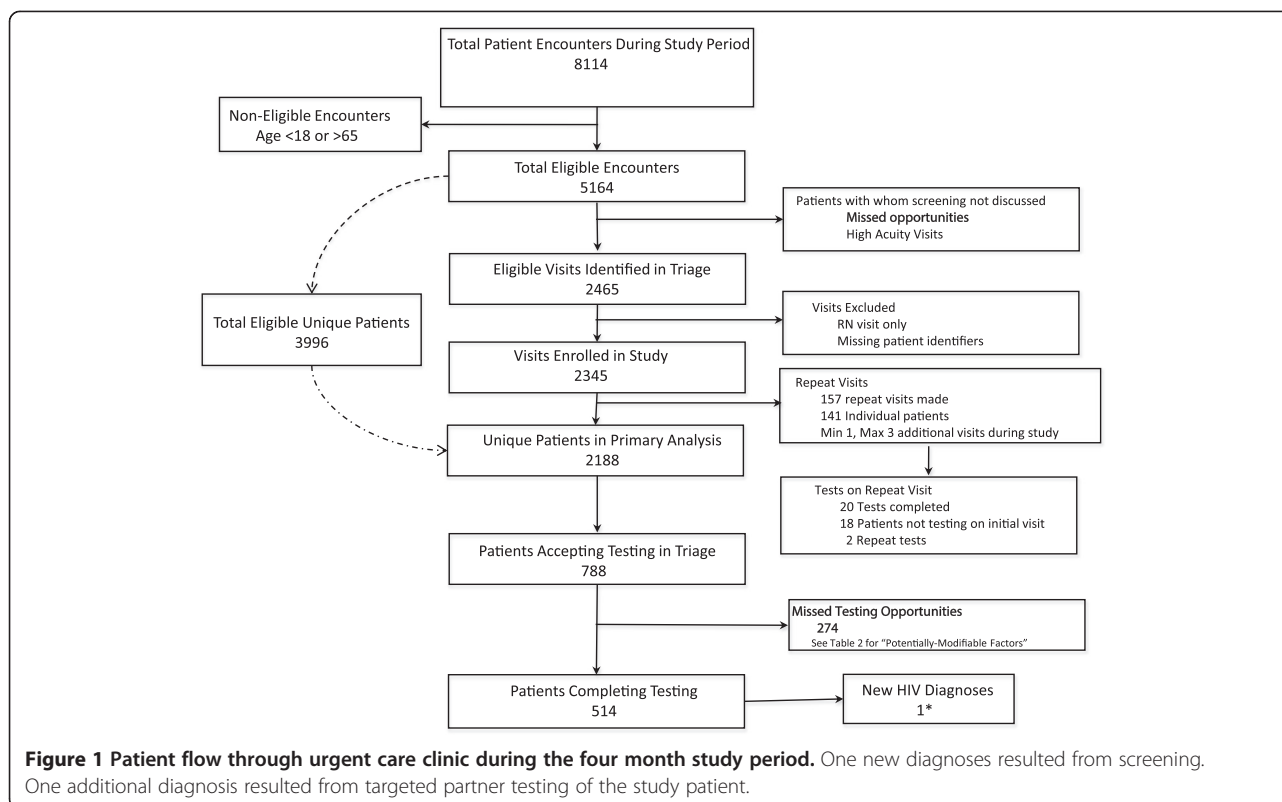 Total Patient Encounters During Study Period
8114
Non-Eligible Encounters
Age <18 or >65
Total Eligible Encounters
5164
Patients with whom screening not discussed
Missed opportunities
High Acuity Visits
Eligible Visits Identified in Triage
2465
Total Eligible Unique Patients
3996
Visits Excluded
RN visit only
Missing patient identifiers
Visits Enrolled in Study
2345
Repeat Visits
157 repeat visits made
141 Individual patients
Min 1, Max 3 additional visits during study
Unique Patients in Primary Analysis
2188
Tests on Repeat Visit
20 Tests completed
18 Patients not testing on initial visit
2 Repeat tests
Patients Accepting Testing in Triage
788
Missed Testing Opportunities
274
See Table 2 for "Potentially-Modifiable Factors"
Patients Completing Testing
514
New HIV Diagnoses
1*
Figure 1 Patient flow through urgent care clinic during the four month study period. One new diagnoses resulted from screening.
One additional diagnosis resulted from targeted partner testing of the study patient.